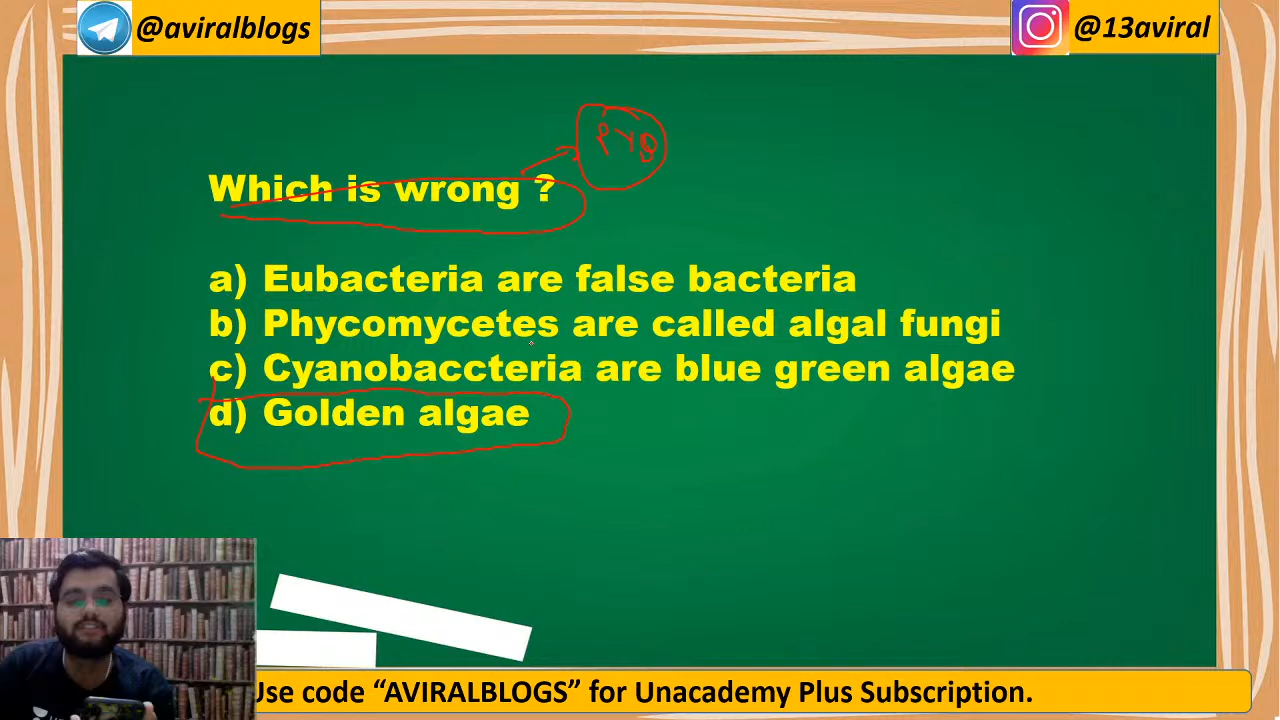 @aviralblogs
@13aviral
PYQ
Which is wrong ?
a) Eubacteria are false bacteria
b) Phycomycetes are called algal fungi
c) Cyanobaccteria are blue green algae
d) Golden algae
Use code “AVIRALBLOGS” for Unacademy Plus Subscription.